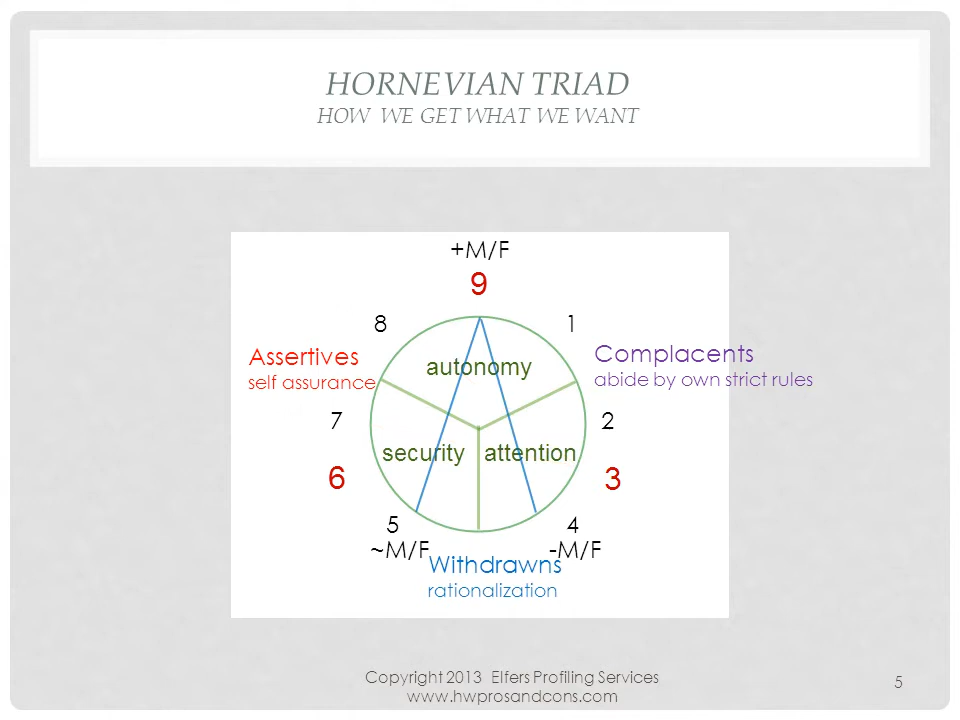 HORNEVIAN TRIAD
HOW WE GET WHAT WE WANT
+M/F
9
8
1
Assertives
self assurance
Complacents
abide by own strict rules
autonomy
7
2
security
attention
6
3
5
4
~M/F
-M/F
Withdrawns
rationalization
Copyright 2013 Elfers Profiling Services
www.hwprosandcons.com
5